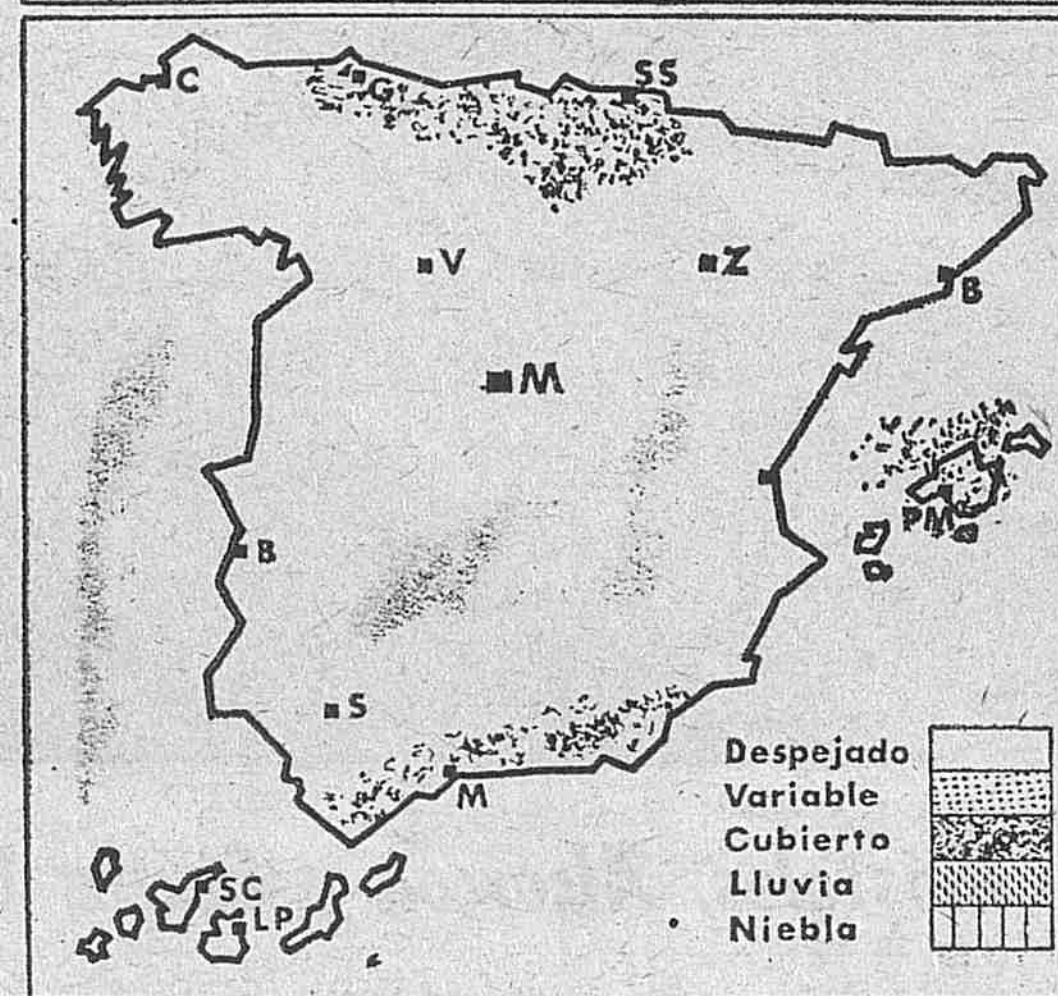 C
G
SS
V
Z
B
M
PM
B
S
M
SC
LP
Despejado
Variable
Cubierto
Lluvia
Niebla